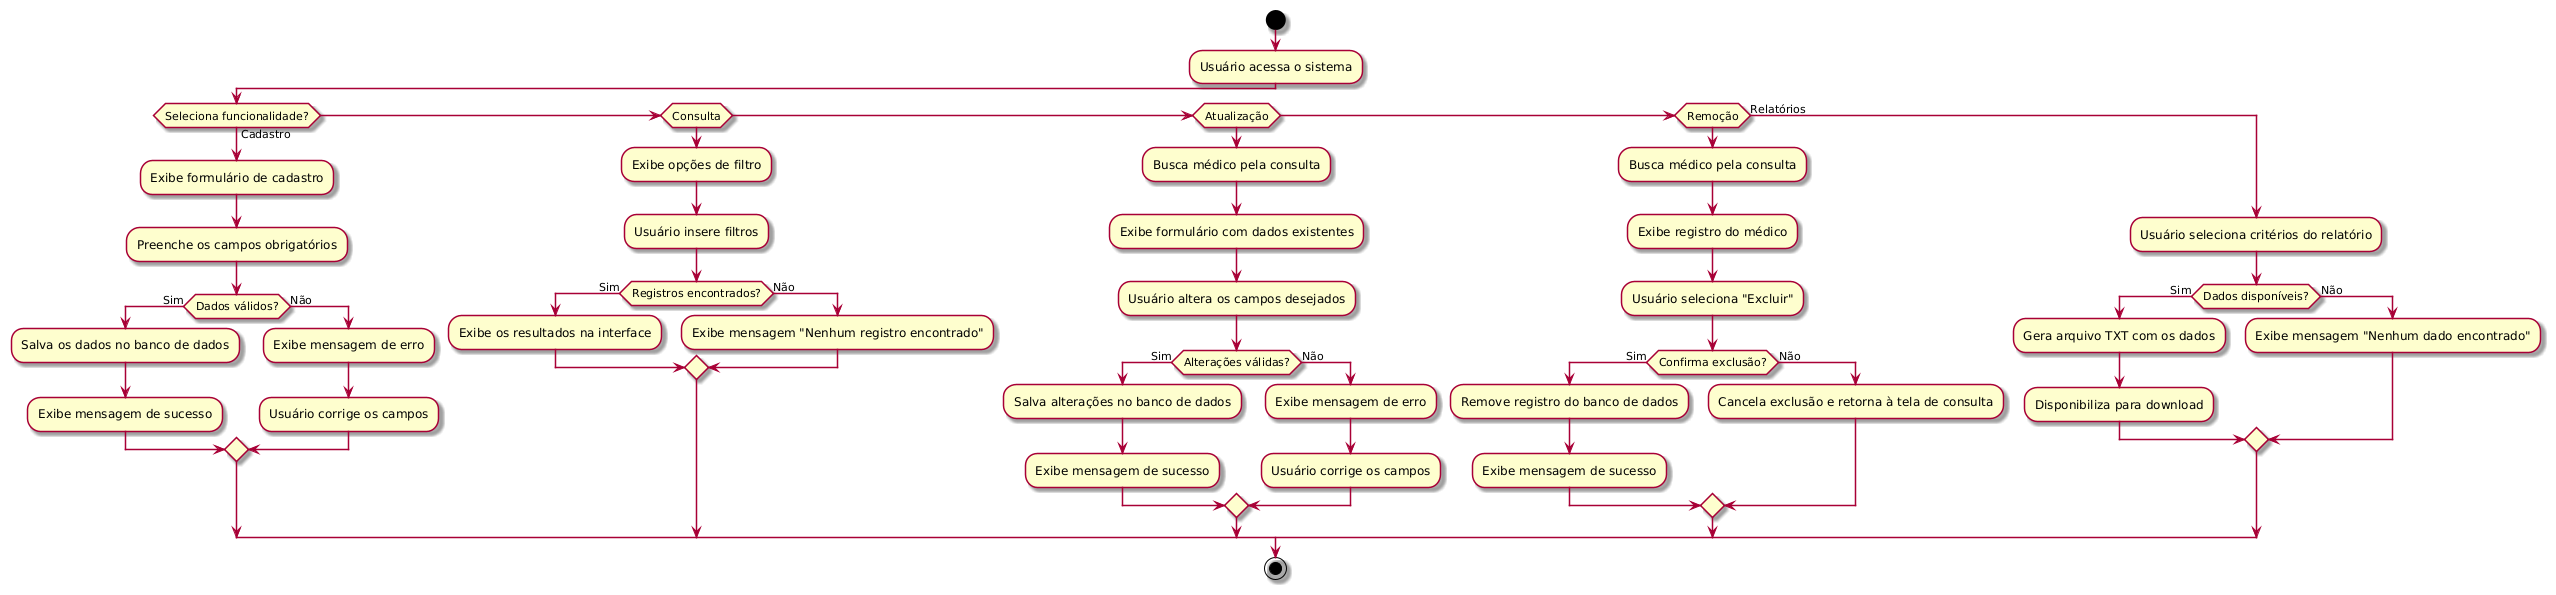 Usuário acessa o sistema
Seleciona funcionalidade?
Cadastro
Exibe formulário de cadastro
Preenche os campos obrigatórios
Dados válidos?
Sim
Não
Salva os dados no banco de dados
Exibe mensagem de sucesso
Exibe mensagem de erro
Usuário corrige os campos
Consulta
Exibe opções de filtro
Usuário insere filtros
Registros encontrados?
Sim
Não
Exibe os resultados na interface
Exibe mensagem "Nenhum registro encontrado"
Atualização
Busca médico pela consulta
Exibe formulário com dados existentes
Usuário altera os campos desejados
Alterações válidas?
Sim
Não
Salva alterações no banco de dados
Exibe mensagem de sucesso
Exibe mensagem de erro
Usuário corrige os campos
Remoção
Busca médico pela consulta
Exibe registro do médico
Usuário seleciona "Excluir"
Confirma exclusão?
Sim
Não
Remove registro do banco de dados
Exibe mensagem de sucesso
Cancela exclusão e retorna à tela de consulta
Relatórios
Usuário seleciona critérios do relatório
Dados disponíveis?
Sim
Não
Gera arquivo TXT com os dados
Disponibiliza para download
Exibe mensagem "Nenhum dado encontrado"